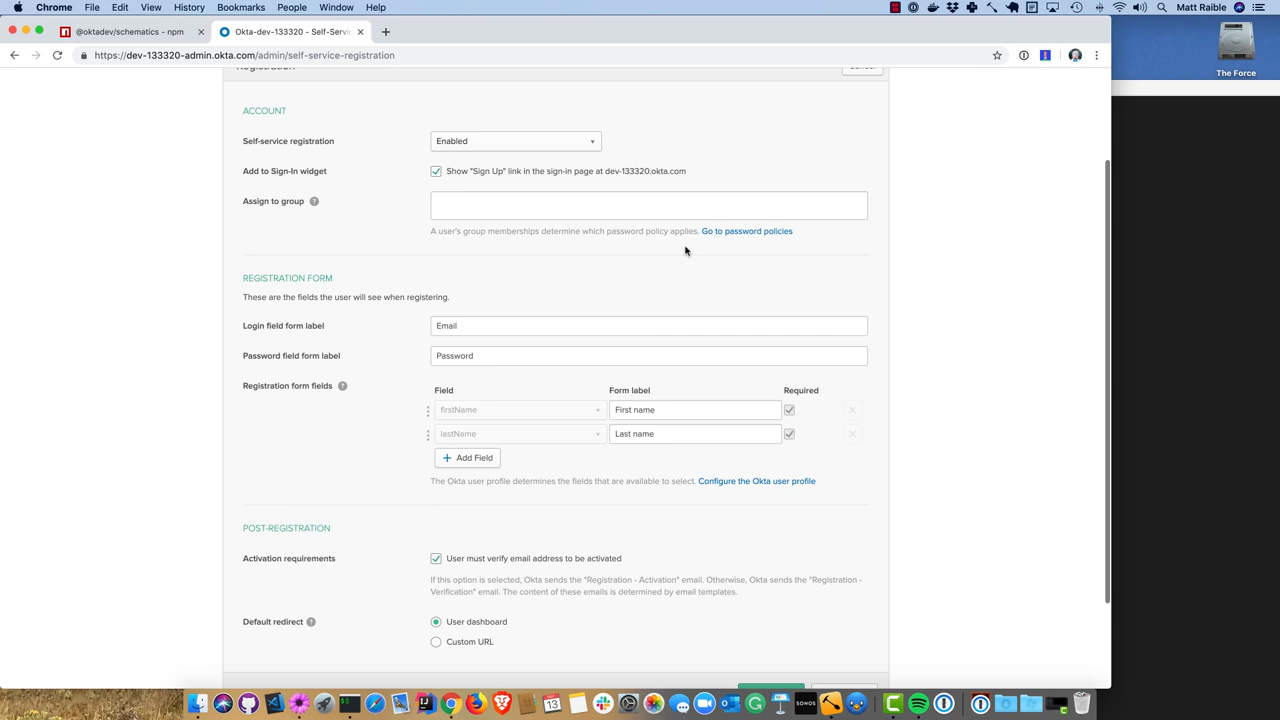 Chrome File Edit View History Bookmarks People Window Help Matt Raible
@oktadev/schematics - npm Okta-dev-133320 - Self-Servi
https://dev-133320-admin.okta.com/admin/self-service-registration
The Force
Registration Cancel
ACCOUNT
Self-service registration Enabled
Add to Sign-In widget Show "Sign Up" link in the sign-in page at dev-133320.okta.com
Assign to group ?
A user's group memberships determine which password policy applies. Go to password policies
REGISTRATION FORM
These are the fields the user will see when registering.
Login field form label Email
Password field form label Password
Registration form fields ? Field Form label Required
firstName First name
lastName Last name
+ Add Field
The Okta user profile determines the fields that are available to select. Configure the Okta user profile
POST-REGISTRATION
Activation requirements User must verify email address to be activated
If this option is selected, Okta sends the "Registration - Activation" email. Otherwise, Okta sends the "Registration -
Verification" email. The content of these emails is determined by email templates.
Default redirect ? User dashboard
Custom URL
13
SONOS